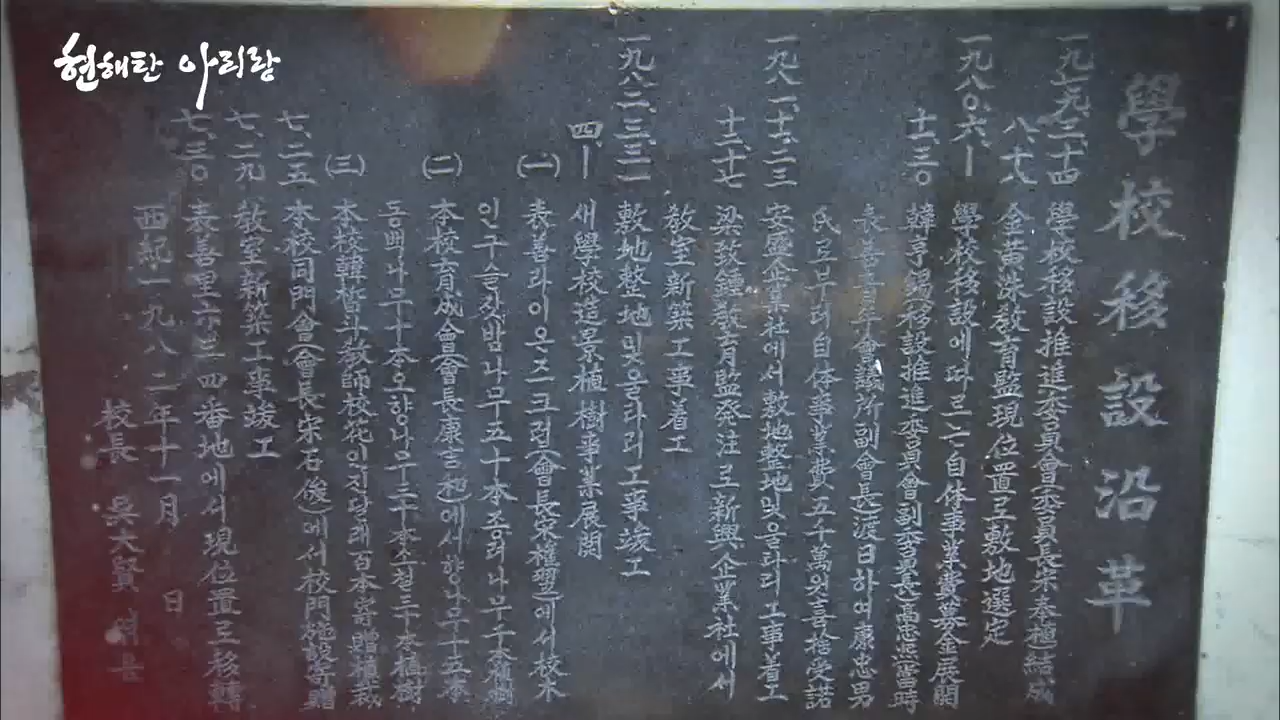 현해탄 아리랑
學校移設沿革
一九七九.三.十四 學校移設推進委員會(委員長宋奉樋結成
八.十八 金黄洙敎育監現位置로敷地選定
一九八〇.六.一 學校移設에따르는自体事業費募金展開
十.三〇 韓亨錫(移設推進委員會副委員長高忠熙當時
表善 會議所副會長)渡日하여康忠男
氏로부터自体事業費五千萬원喜捨受諾
一九八一.十.二三 安 企業社에서敷地整地및울타리工事着工
十二.十七 梁致鍾敎育監発注로新興企業社에서
敎室新築工事着工
一九八二.三.三一 敷地整地및울타리工事竣工
四.一 새學校造景植樹事業展開
(一) 表善라이온스크럽(會長宋權翌)에서校木
인구슬잣밤나무五十本종려나무二十本植樹
(二) 本校育成會(會長康言 )에서향나무十五本
동백나무十本오향나무二十本소철三十本植樹
(三) 本校韓 敎師校花인진달래百本寄贈植栽
七.二五 本校同門會(會長宋石俊)에서校門施設寄贈
七.二九 敎室新築工事竣工
七.三〇 表善里六三四番地에서現位置로移轉
西紀一九八二年十一月 日
校長 吳大賢